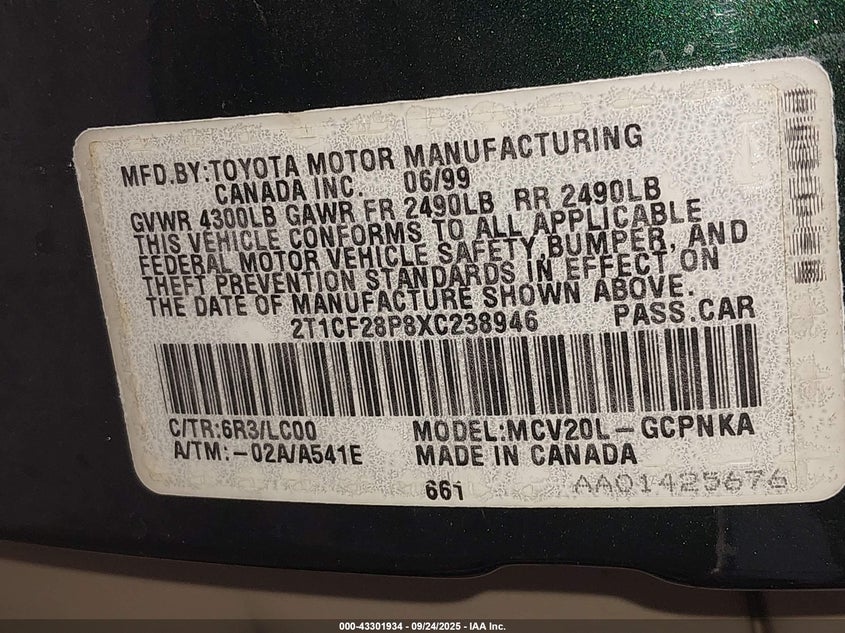 MFD.BY:TOYOTA MOTOR MANUFACTURING
CANADA INC. 06/99
GVWR 4300LB GAWR FR 2490LB RR 2490LB
THIS VEHICLE CONFORMS TO ALL APPLICABLE
FEDERAL MOTOR VEHICLE SAFETY,BUMPER, AND
THEFT PREVENTION STANDARDS IN EFFECT ON
THE DATE OF MANUFACTURE SHOWN ABOVE.
2T1CF28P8XC238946 PASS.CAR
C/TR:6R3/LC00 MODEL:MCV20L-GCPNKA
A/TM:-02A/A541E MADE IN CANADA
661 AA01425676
000-43301934 - 09/24/2025 - IAA Inc.